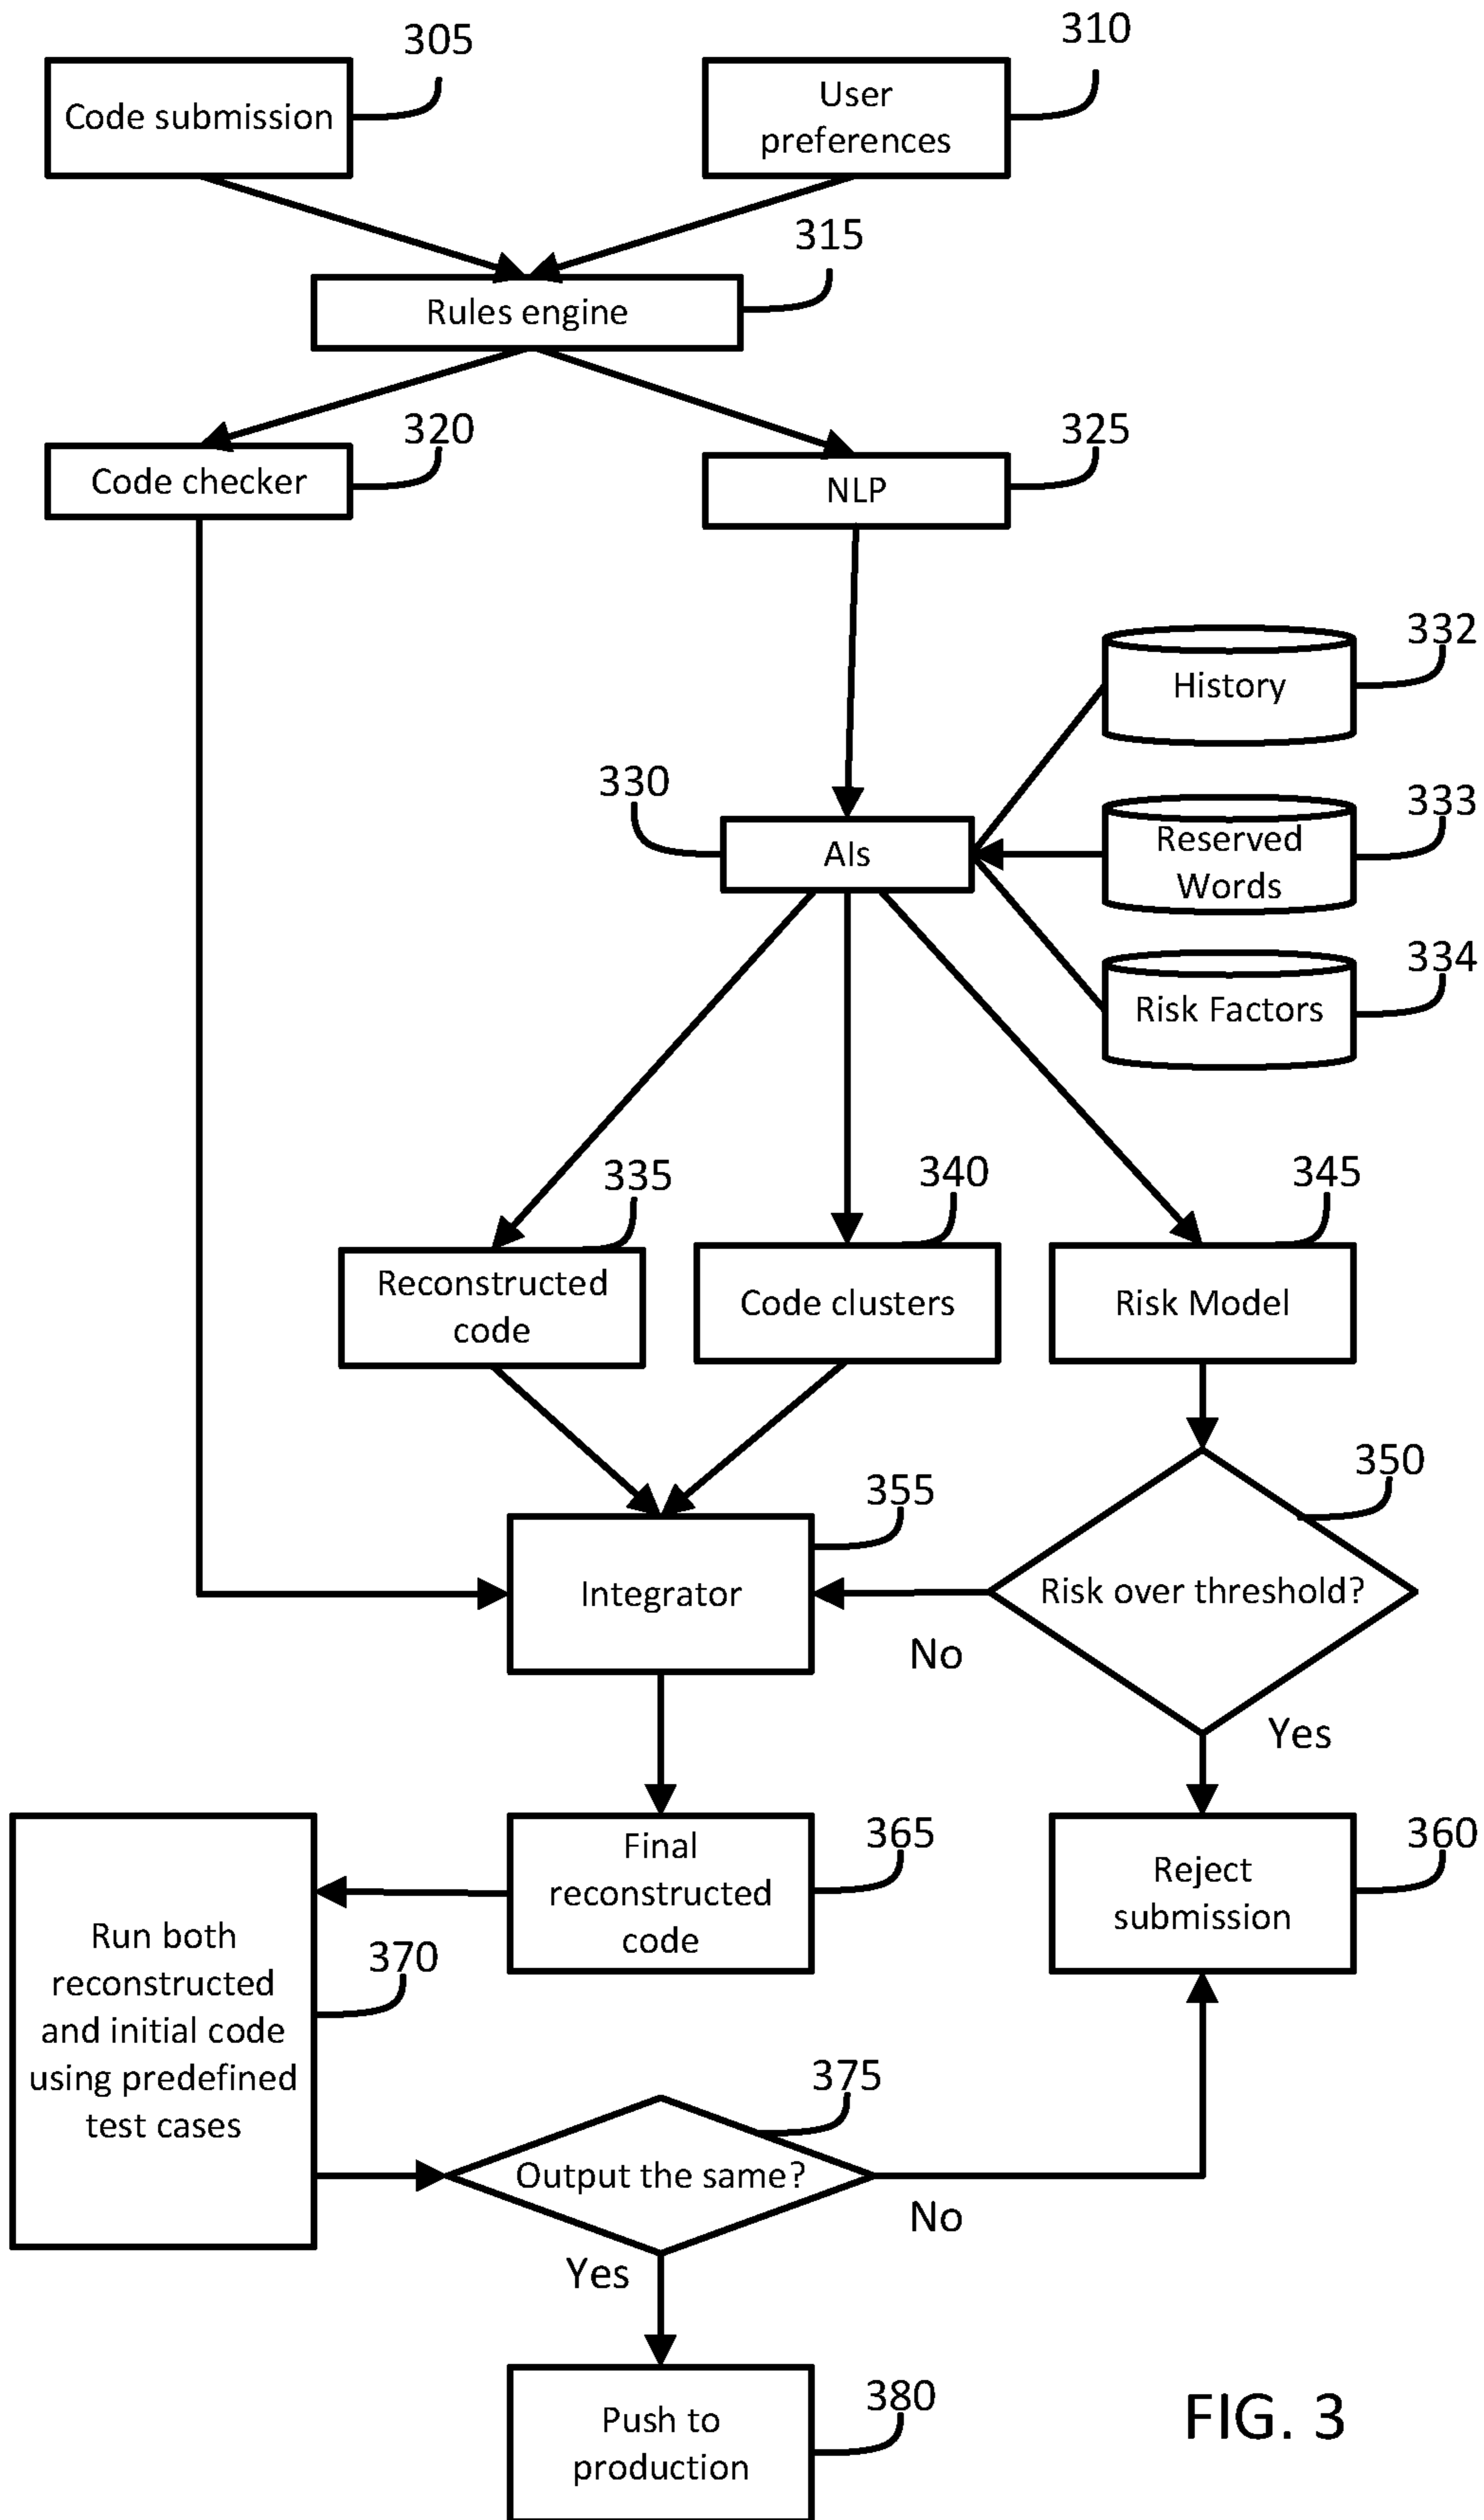 305
310
Code submission
User
preferences
315
Rules engine
320
325
Code checker
NLP
332
History
330
333
AIs
Reserved
Words
334
Risk Factors
335
340
345
Reconstructed
code
Code clusters
Risk Model
350
355
Integrator
Risk over threshold?
No
Yes
365
360
Final
reconstructed
code
Reject
submission
Run both
reconstructed
and initial code
using predefined
test cases
370
375
Output the same?
No
Yes
380
Push to
production
FIG. 3